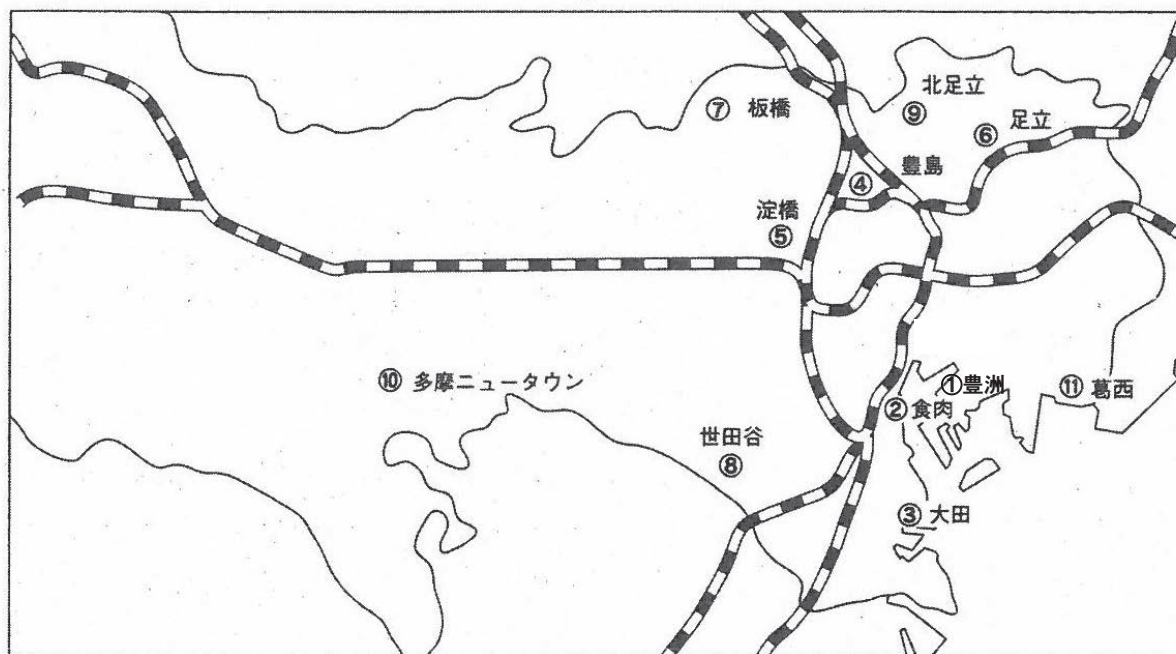 ⑨ 北足立
⑦ 板橋
⑥ 足立
④ 豊島
⑤ 淀橋
⑩ 多摩ニュータウン
①豊洲
⑪ 葛西
② 食肉
⑧ 世田谷
③ 大田